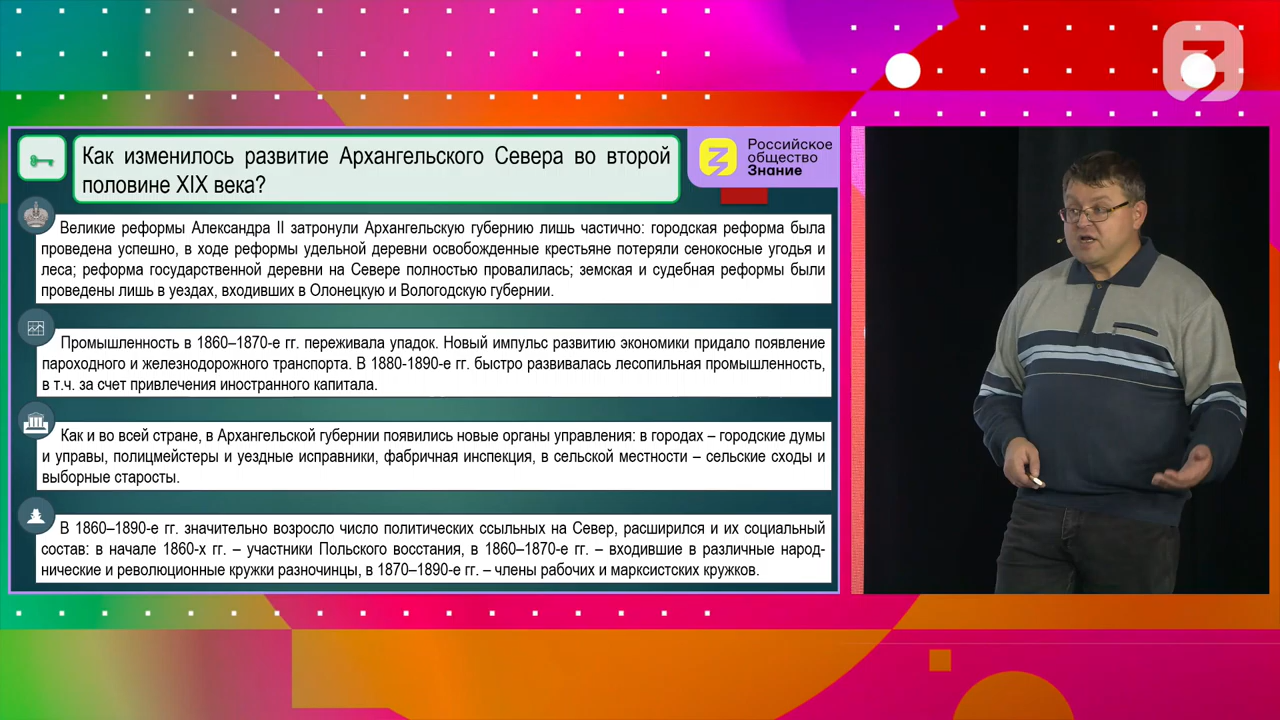 Как изменилось развитие Архангельского Севера во второй
половине XIX века?
Российское
общество
Знание
Великие реформы Александра II затронули Архангельскую губернию лишь частично: городская реформа была
проведена успешно, в ходе реформы удельной деревни освобожденные крестьяне потеряли сенокосные угодья и
леса; реформа государственной деревни на Севере полностью провалилась; земская и судебная реформы были
проведены лишь в уездах, входивших в Олонецкую и Вологодскую губернии.
Промышленность в 1860–1870-е гг. переживала упадок. Новый импульс развитию экономики придало появление
пароходного и железнодорожного транспорта. В 1880-1890-е гг. быстро развивалась лесопильная промышленность,
в т.ч. за счет привлечения иностранного капитала.
Как и во всей стране, в Архангельской губернии появились новые органы управления: в городах – городские думы
и управы, полицмейстеры и уездные исправники, фабричная инспекция, в сельской местности – сельские сходы и
выборные старосты.
В 1860–1890-е гг. значительно возросло число политических ссыльных на Север, расширился и их социальный
состав: в начале 1860-х гг. – участники Польского восстания, в 1860–1870-е гг. – входившие в различные народ-
нические и революционные кружки разночинцы, в 1870–1890-е гг. – члены рабочих и марксистских кружков.